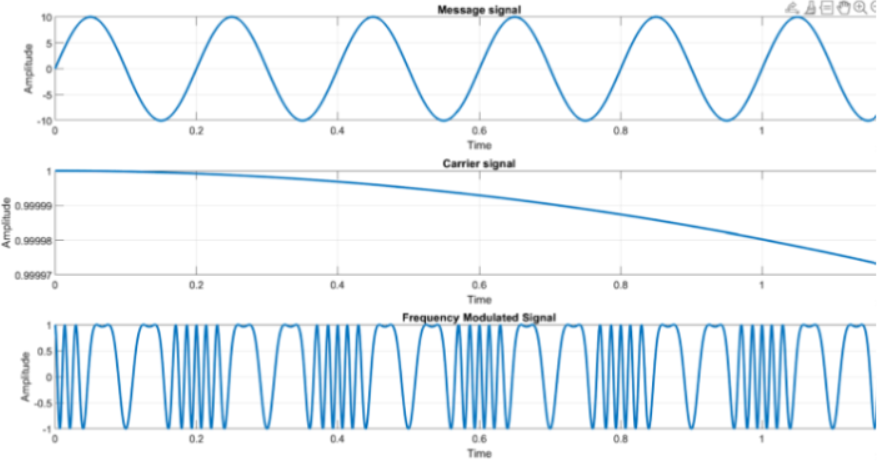 Message signal
10
5
0
-5
-10
Amplitude
0 0.2 0.4 0.6 0.8 1
Time
Carrier signal
1
0.99999
0.99998
0.99997
Amplitude
0 0.2 0.4 0.6 0.8 1
Time
Frequency Modulated Signal
1
0.5
0
-0.5
-1
Amplitude
0 0.2 0.4 0.6 0.8 1
Time